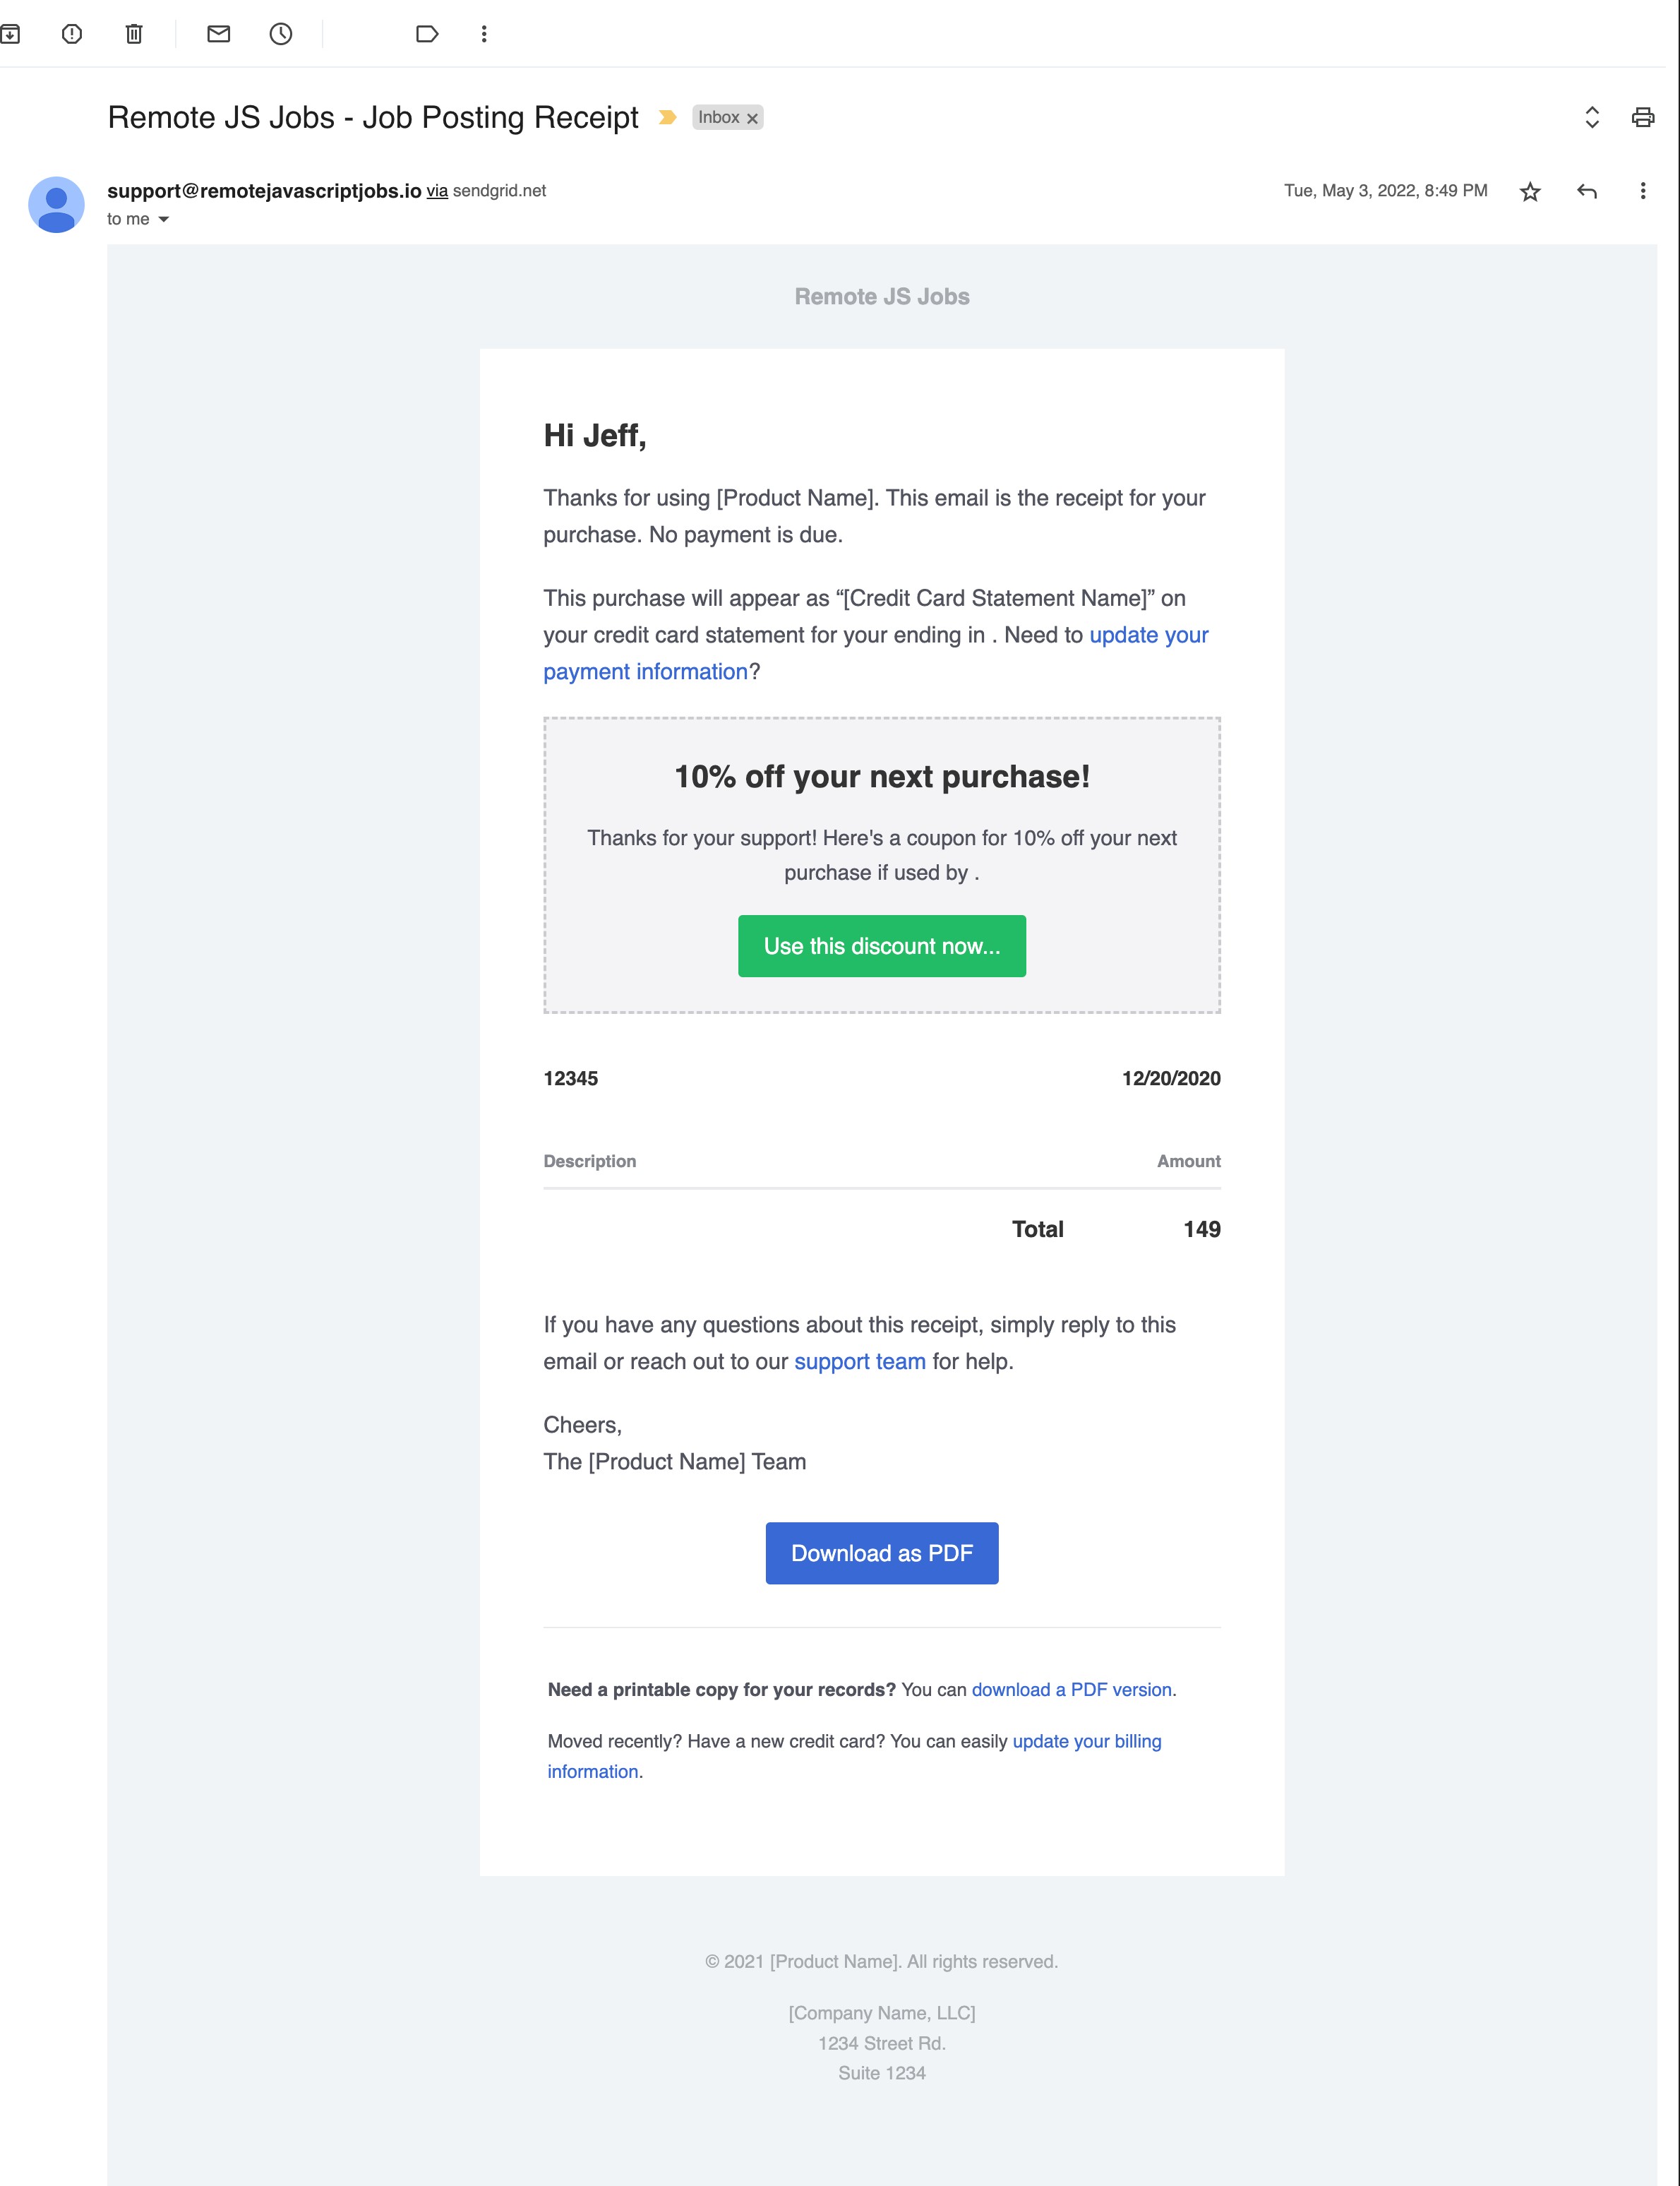 Remote JS Jobs - Job Posting Receipt Inbox
support@remotejavascriptjobs.io via sendgrid.net Tue, May 3, 2022, 8:49 PM
to me
Remote JS Jobs
Hi Jeff,
Thanks for using [Product Name]. This email is the receipt for your
purchase. No payment is due.
This purchase will appear as “[Credit Card Statement Name]” on
your credit card statement for your ending in . Need to update your
payment information?
10% off your next purchase!
Thanks for your support! Here's a coupon for 10% off your next
purchase if used by .
Use this discount now...
12345 12/20/2020
Description Amount
Total 149
If you have any questions about this receipt, simply reply to this
email or reach out to our support team for help.
Cheers,
The [Product Name] Team
Download as PDF
Need a printable copy for your records? You can download a PDF version.
Moved recently? Have a new credit card? You can easily update your billing
information.
© 2021 [Product Name]. All rights reserved.
[Company Name, LLC]
1234 Street Rd.
Suite 1234